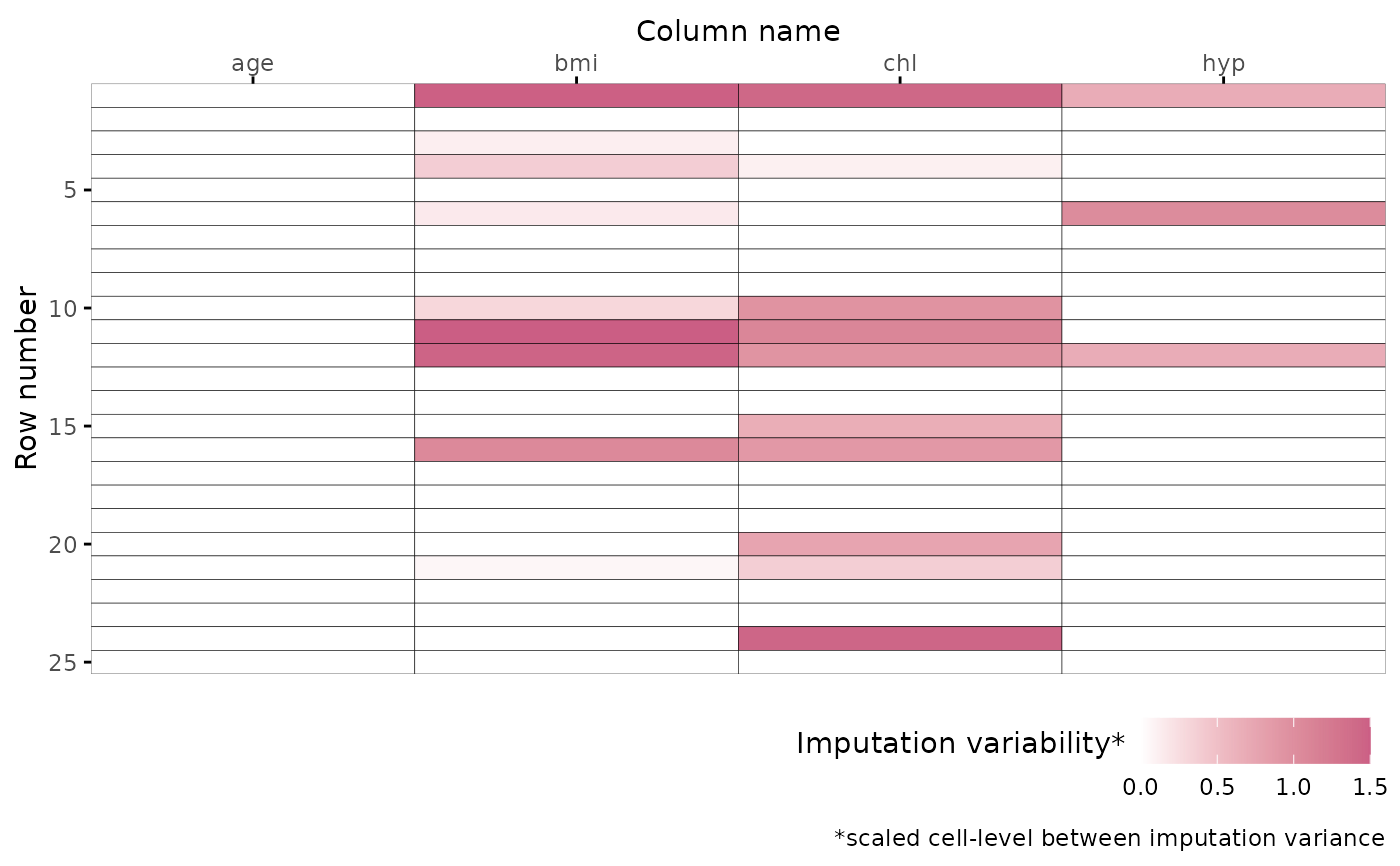 Column name
age bmi chl hyp
Row number
5
10
15
20
25
Imputation variability*
0.0 0.5 1.0 1.5
*scaled cell-level between imputation variance